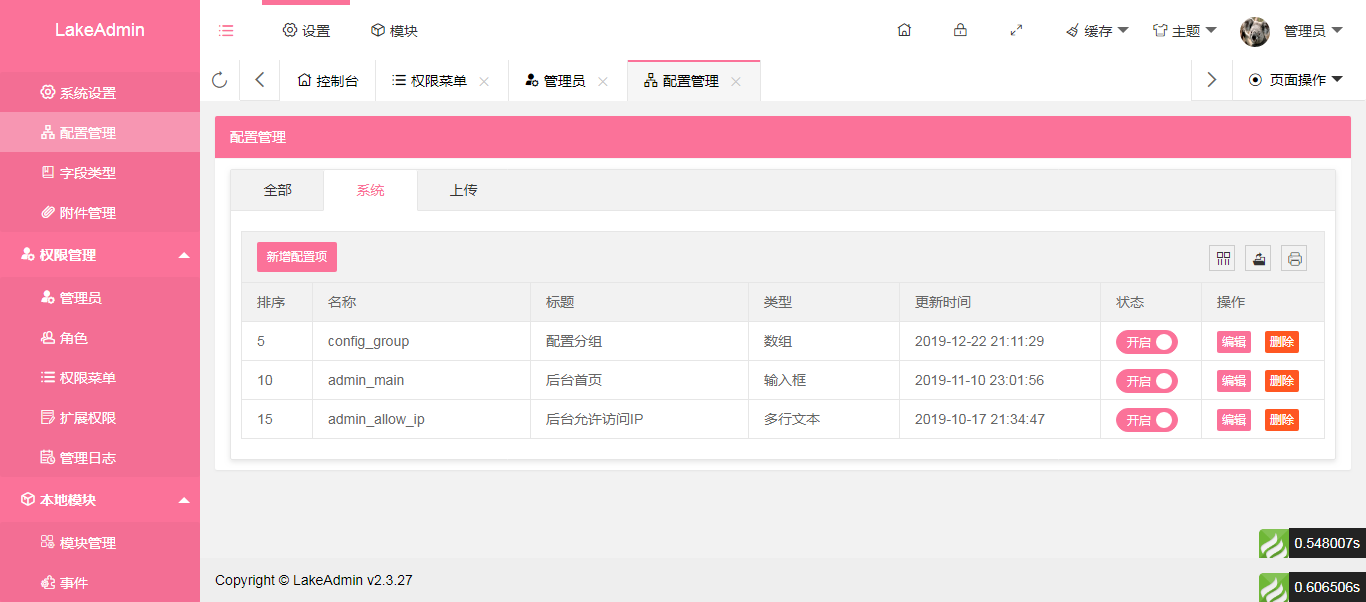 LakeAdmin
设置
模块
缓存
主题
管理员
控制台
权限菜单
管理员
配置管理
页面操作
系统设置
配置管理
字段类型
附件管理
权限管理
管理员
角色
权限菜单
扩展权限
管理日志
本地模块
模块管理
事件
配置管理
全部 系统 上传
新增配置项
排序 名称 标题 类型 更新时间 状态 操作
5 config_group 配置分组 数组 2019-12-22 21:11:29 开启 编辑 删除
10 admin_main 后台首页 输入框 2019-11-10 23:01:56 开启 编辑 删除
15 admin_allow_ip 后台允许访问IP 多行文本 2019-10-17 21:34:47 开启 编辑 删除
0.548007s
Copyright © LakeAdmin v2.3.27
0.606506s